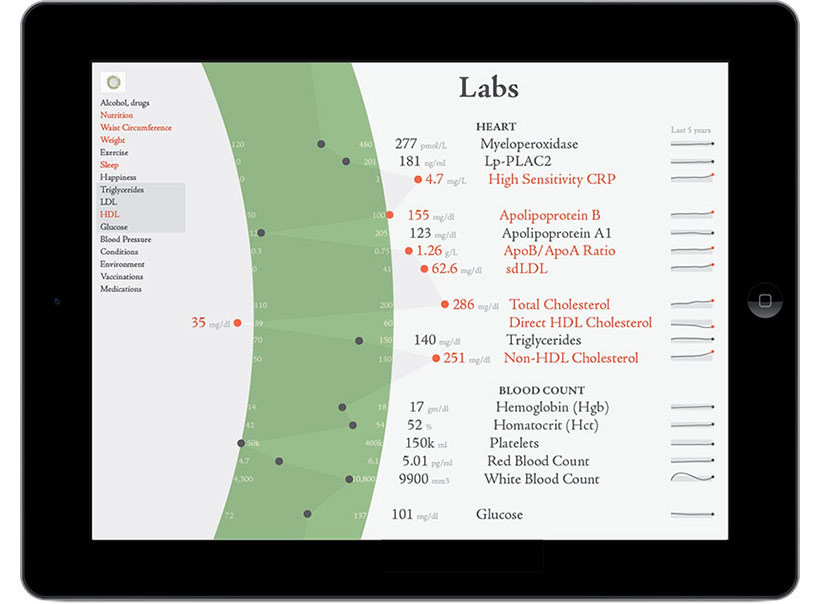 Labs
Alcohol, drugs
Nutrition
Waist Circumference
Weight
Exercise
Sleep
Happiness
Triglycerides
LDL
HDL
Glucose
Blood Pressure
Conditions
Environment
Vaccinations
Medications
HEART
Last 5 years
120 480 277 pmol/L Myeloperoxidase
0 201 181 ng/ml Lp-PLAC2
0 1 4.7 mg/L High Sensitivity CRP
50 100 155 mg/dl Apolipoprotein B
205 123 mg/dl Apolipoprotein A1
0.3 0.75 1.26 g/L ApoB/ApoA Ratio
0 41 62.6 mg/dl sdLDL
110 200 286 mg/dl Total Cholesterol
35 mg/dl 39 60 Direct HDL Cholesterol
70 150 140 mg/dl Triglycerides
50 130 251 mg/dl Non-HDL Cholesterol
BLOOD COUNT
14 18 17 gm/dl Hemoglobin (Hgb)
42 54 52 % Homatocrit (Hct)
50k 400k 150k ml Platelets
4.7 6.1 5.01 pg/ml Red Blood Count
4,300 10,800 9900 mm3 White Blood Count
72 137 101 mg/dl Glucose